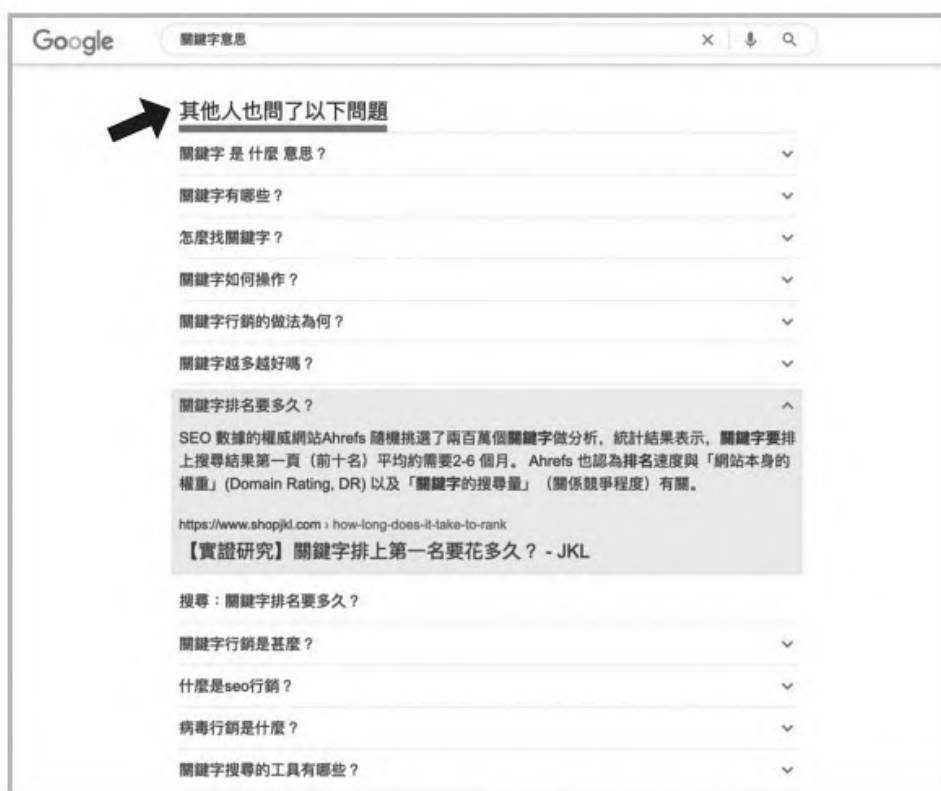 Google
關鍵字意思
其他人也問了以下問題
關鍵字 是 什麼 意思？
關鍵字有哪些？
怎麼找關鍵字？
關鍵字如何操作？
關鍵字行銷的做法為何？
關鍵字越多越好嗎？
關鍵字排名要多久？
SEO 數據的權威網站Ahrefs 隨機挑選了兩百萬個關鍵字做分析，統計結果表示，關鍵字要排
上搜尋結果第一頁（前十名）平均約需要2-6 個月。 Ahrefs 也認為排名速度與「網站本身的
權重」(Domain Rating, DR) 以及「關鍵字的搜尋量」（關係競爭程度）有關。
https://www.shopjkl.com › how-long-does-it-take-to-rank
【實證研究】關鍵字排上第一名要花多久？ - JKL
搜尋：關鍵字排名要多久？
關鍵字行銷是甚麼？
什麼是seo行銷？
病毒行銷是什麼？
關鍵字搜尋的工具有哪些？